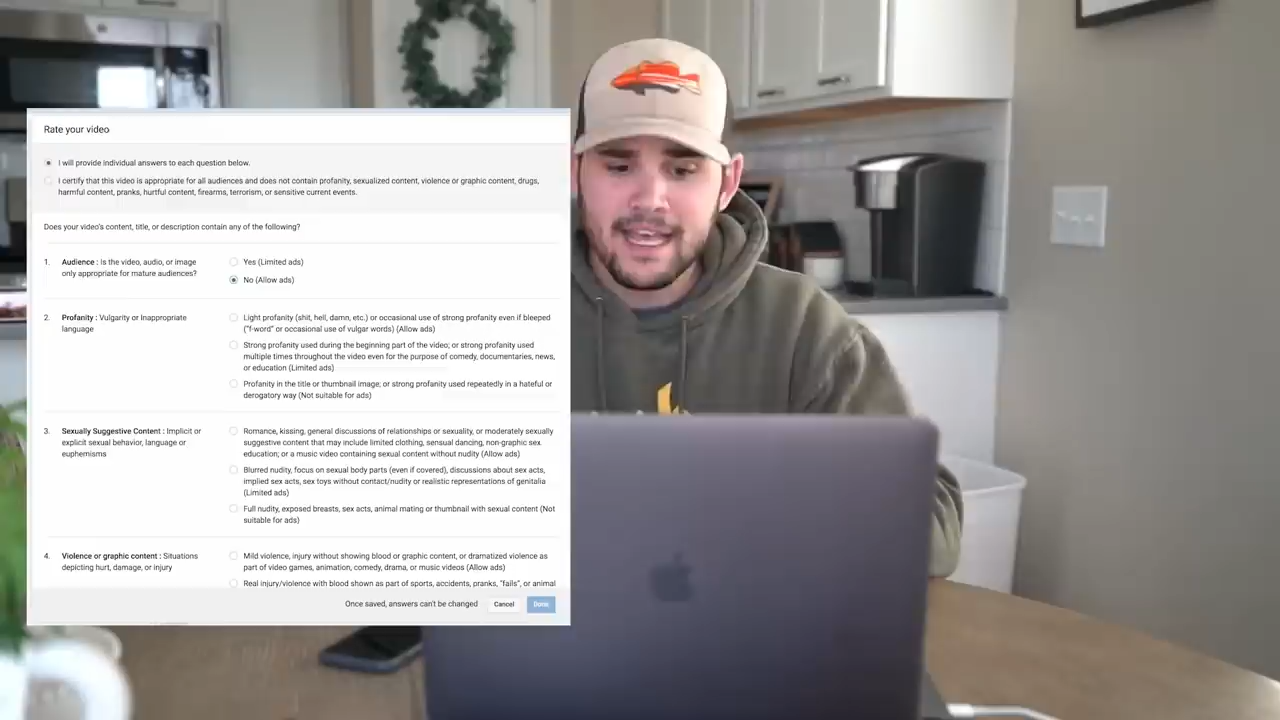 Rate your video
I will provide individual answers to each question below.
I certify that this video is appropriate for all audiences and does not contain profanity, sexualized content, violence or graphic content, drugs,
harmful content, pranks, hurtful content, firearms, terrorism, or sensitive current events.
Does your video's content, title, or description contain any of the following?
1. Audience : Is the video, audio, or image
only appropriate for mature audiences?
Yes (Limited ads)
No (Allow ads)
2. Profanity : Vulgarity or Inappropriate
language
Light profanity (shit, hell, damn, etc.) or occasional use of strong profanity even if bleeped
("f-word" or occasional use of vulgar words) (Allow ads)
Strong profanity used during the beginning part of the video; or strong profanity used
multiple times throughout the video even for the purpose of comedy, documentaries, news,
or education (Limited ads)
Profanity in the title or thumbnail image; or strong profanity used repeatedly in a hateful or
derogatory way (Not suitable for ads)
3. Sexually Suggestive Content : Implicit or
explicit sexual behavior, language or
euphemisms
Romance, kissing, general discussions of relationships or sexuality, or moderately sexually
suggestive content that may include limited clothing, sensual dancing, non-graphic sex
education; or a music video containing sexual content without nudity (Allow ads)
Blurred nudity, focus on sexual body parts (even if covered), discussions about sex acts,
implied sex acts, sex toys without contact/nudity or realistic representations of genitalia
(Limited ads)
Full nudity, exposed breasts, sex acts, animal mating or thumbnail with sexual content (Not
suitable for ads)
4. Violence or graphic content : Situations
depicting hurt, damage, or injury
Mild violence, injury without showing blood or graphic content, or dramatized violence as
part of video games, animation, comedy, drama, or music videos (Allow ads)
Real injury/violence with blood shown as part of sports, accidents, pranks, "fails", or animal
Once saved, answers can't be changed
Cancel
Done